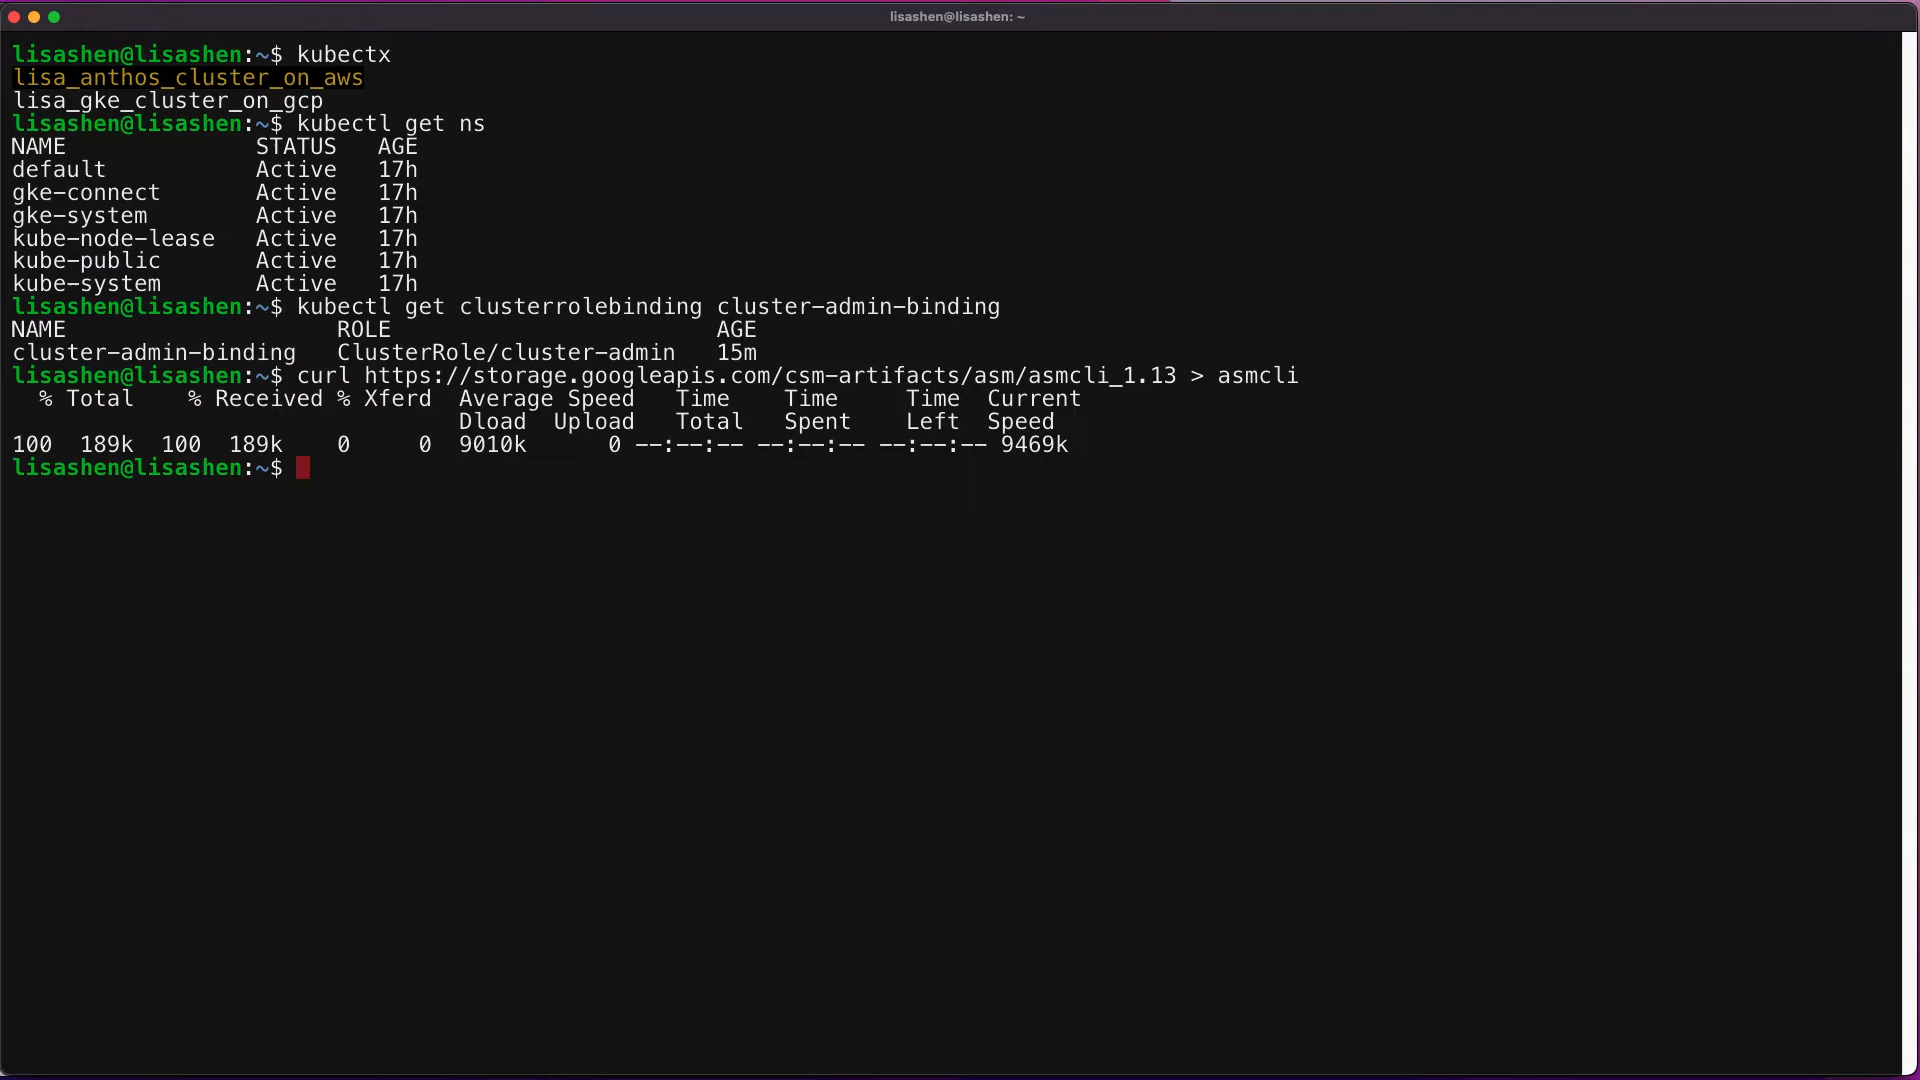 lisashen@lisashen: ~
lisashen@lisashen:~$ kubectx
lisa_anthos_cluster_on_aws
lisa_gke_cluster_on_gcp
lisashen@lisashen:~$ kubectl get ns
NAME STATUS AGE
default Active 17h
gke-connect Active 17h
gke-system Active 17h
kube-node-lease Active 17h
kube-public Active 17h
kube-system Active 17h
lisashen@lisashen:~$ kubectl get clusterrolebinding cluster-admin-binding
NAME ROLE AGE
cluster-admin-binding ClusterRole/cluster-admin 15m
lisashen@lisashen:~$ curl https://storage.googleapis.com/csm-artifacts/asm/asmcli_1.13 > asmcli
% Total % Received % Xferd Average Speed Time Time Time Current
Dload Upload Total Spent Left Speed
100 189k 100 189k 0 0 9010k 0 --:--:-- --:--:-- --:--:-- 9469k
lisashen@lisashen:~$